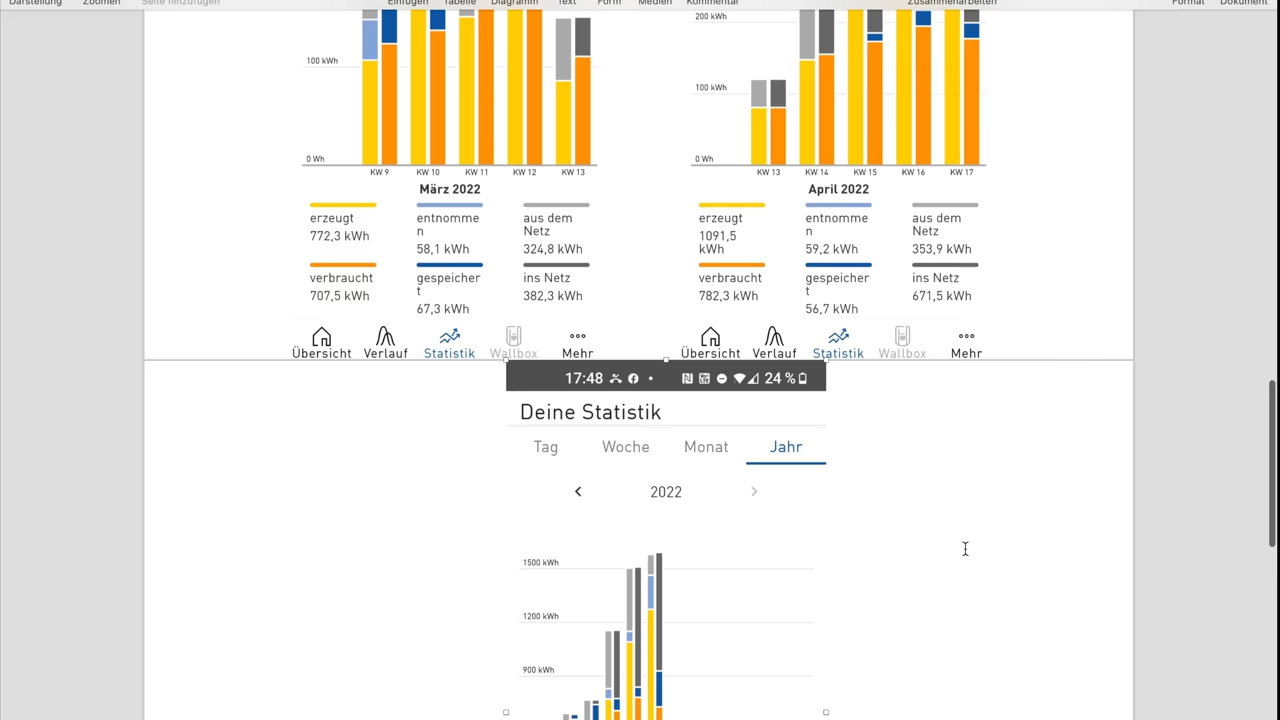 Darstellung Zoomen Seite hinzufügen Einfügen Tabelle Diagramm Text Form Medien Kommentar Zusammenarbeiten Format Dokument
100 kWh
0 Wh
KW 9 KW 10 KW 11 KW 12 KW 13
März 2022
erzeugt
772,3 kWh
entnomme
n
58,1 kWh
aus dem
Netz
324,8 kWh
verbraucht
707,5 kWh
gespeicher
t
67,3 kWh
ins Netz
382,3 kWh
Übersicht Verlauf Statistik Wallbox Mehr
200 kWh
100 kWh
0 Wh
KW 13 KW 14 KW 15 KW 16 KW 17
April 2022
erzeugt
1091,5
kWh
entnomme
n
59,2 kWh
aus dem
Netz
353,9 kWh
verbraucht
782,3 kWh
gespeicher
t
56,7 kWh
ins Netz
671,5 kWh
Übersicht Verlauf Statistik Wallbox Mehr
17:48 24 %
Deine Statistik
Tag Woche Monat Jahr
2022
1500 kWh
1200 kWh
900 kWh